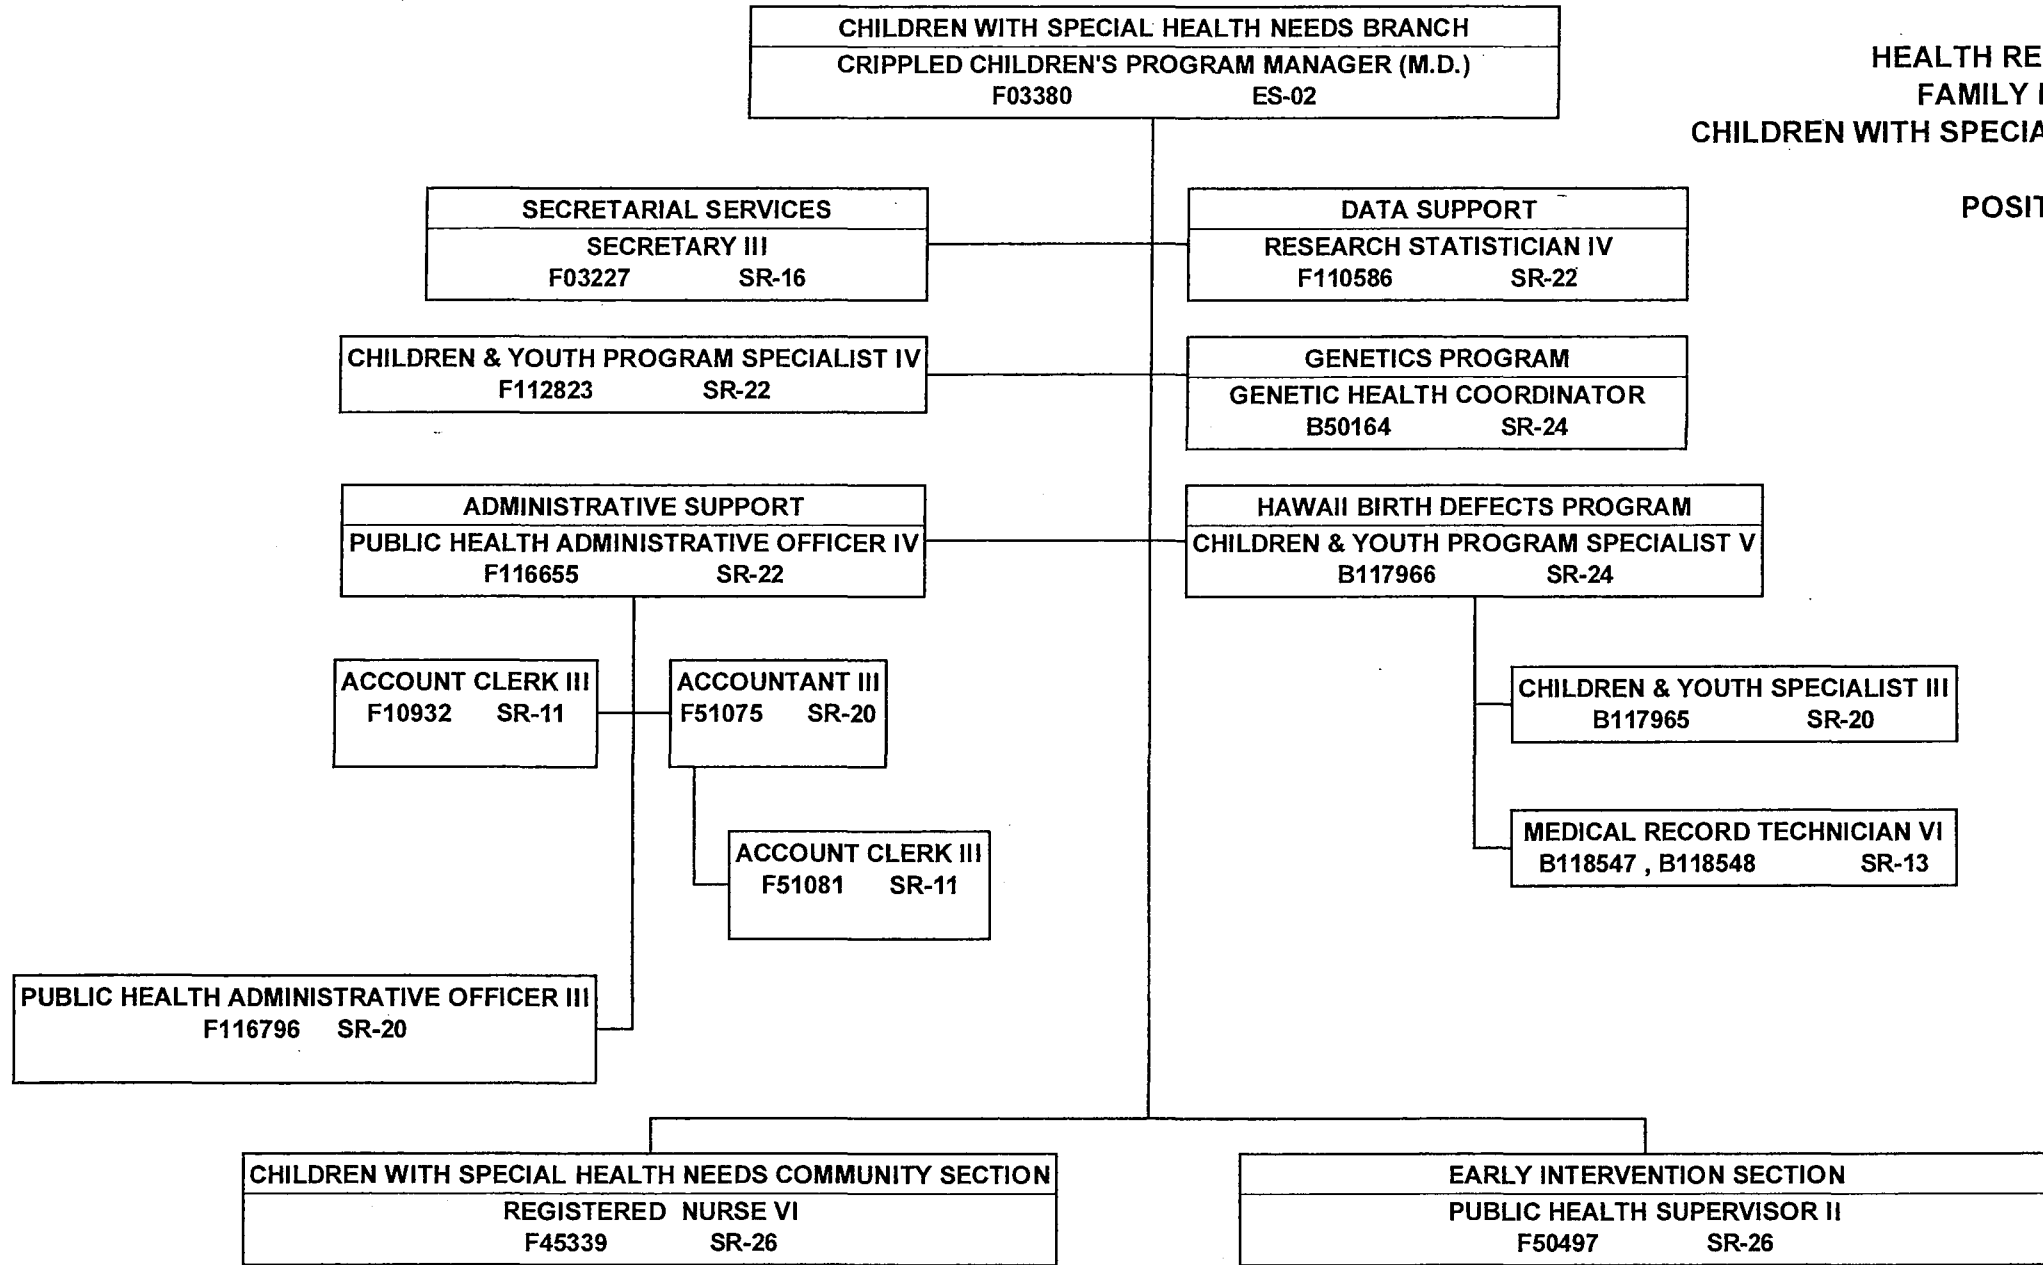 CHILDREN WITH SPECIAL HEALTH NEEDS BRANCH
CRIPPLED CHILDREN'S PROGRAM MANAGER (M.D.)
F03380 ES-02
HEALTH RE
FAMILY
CHILDREN WITH SPECIA
POSIT
SECRETARIAL SERVICES
SECRETARY III
F03227 SR-16
DATA SUPPORT
RESEARCH STATISTICIAN IV
F110586 SR-22
CHILDREN & YOUTH PROGRAM SPECIALIST IV
F112823 SR-22
GENETICS PROGRAM
GENETIC HEALTH COORDINATOR
B50164 SR-24
ADMINISTRATIVE SUPPORT
PUBLIC HEALTH ADMINISTRATIVE OFFICER IV
F116655 SR-22
HAWAII BIRTH DEFECTS PROGRAM
CHILDREN & YOUTH PROGRAM SPECIALIST V
B117966 SR-24
ACCOUNT CLERK III
F10932 SR-11
ACCOUNTANT III
F51075 SR-20
CHILDREN & YOUTH SPECIALIST III
B117965 SR-20
ACCOUNT CLERK III
F51081 SR-11
MEDICAL RECORD TECHNICIAN VI
B118547 , B118548 SR-13
PUBLIC HEALTH ADMINISTRATIVE OFFICER III
F116796 SR-20
CHILDREN WITH SPECIAL HEALTH NEEDS COMMUNITY SECTION
REGISTERED NURSE VI
F45339 SR-26
EARLY INTERVENTION SECTION
PUBLIC HEALTH SUPERVISOR II
F50497 SR-26